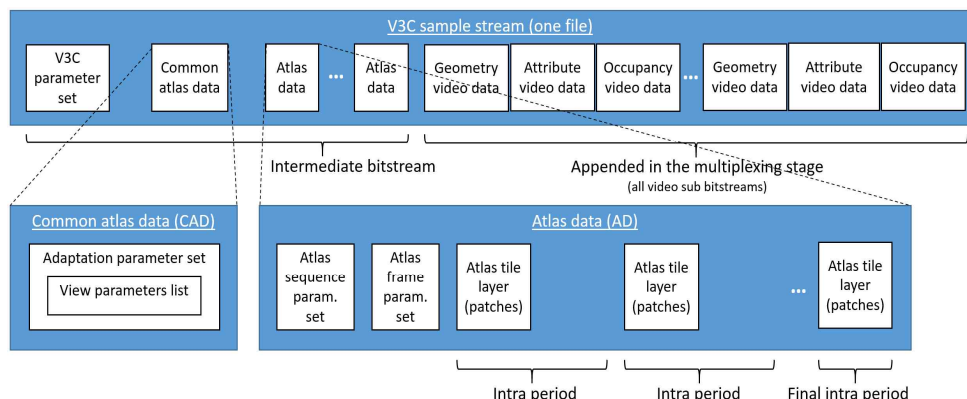 V3C sample stream (one file)
V3C
parameter
set
Common
atlas data
Atlas
data
...
Atlas
data
Geometry
video data
Attribute
video data
Occupancy
video data
...
Geometry
video data
Attribute
video data
Occupancy
video data
Intermediate bitstream
Appended in the multiplexing stage
(all video sub bitstreams)
Common atlas data (CAD)
Adaptation parameter set
View parameters list
Atlas data (AD)
Atlas
sequence
param.
set
Atlas
frame
param.
set
Atlas tile
layer
(patches)
Atlas tile
layer
(patches)
...
Atlas tile
layer
(patches)
Intra period
Intra period
Final intra period